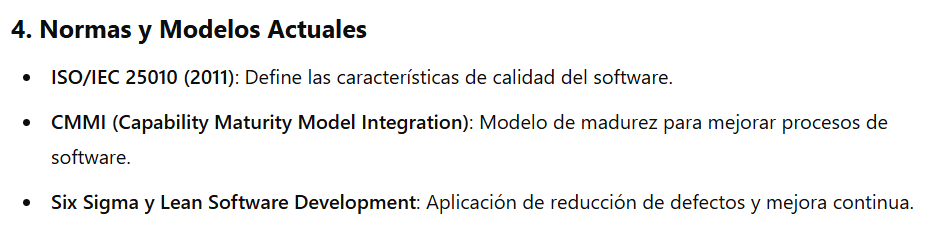 4. Normas y Modelos Actuales
• ISO/IEC 25010 (2011): Define las características de calidad del software.
• CMMI (Capability Maturity Model Integration): Modelo de madurez para mejorar procesos de
software.
• Six Sigma y Lean Software Development: Aplicación de reducción de defectos y mejora continua.